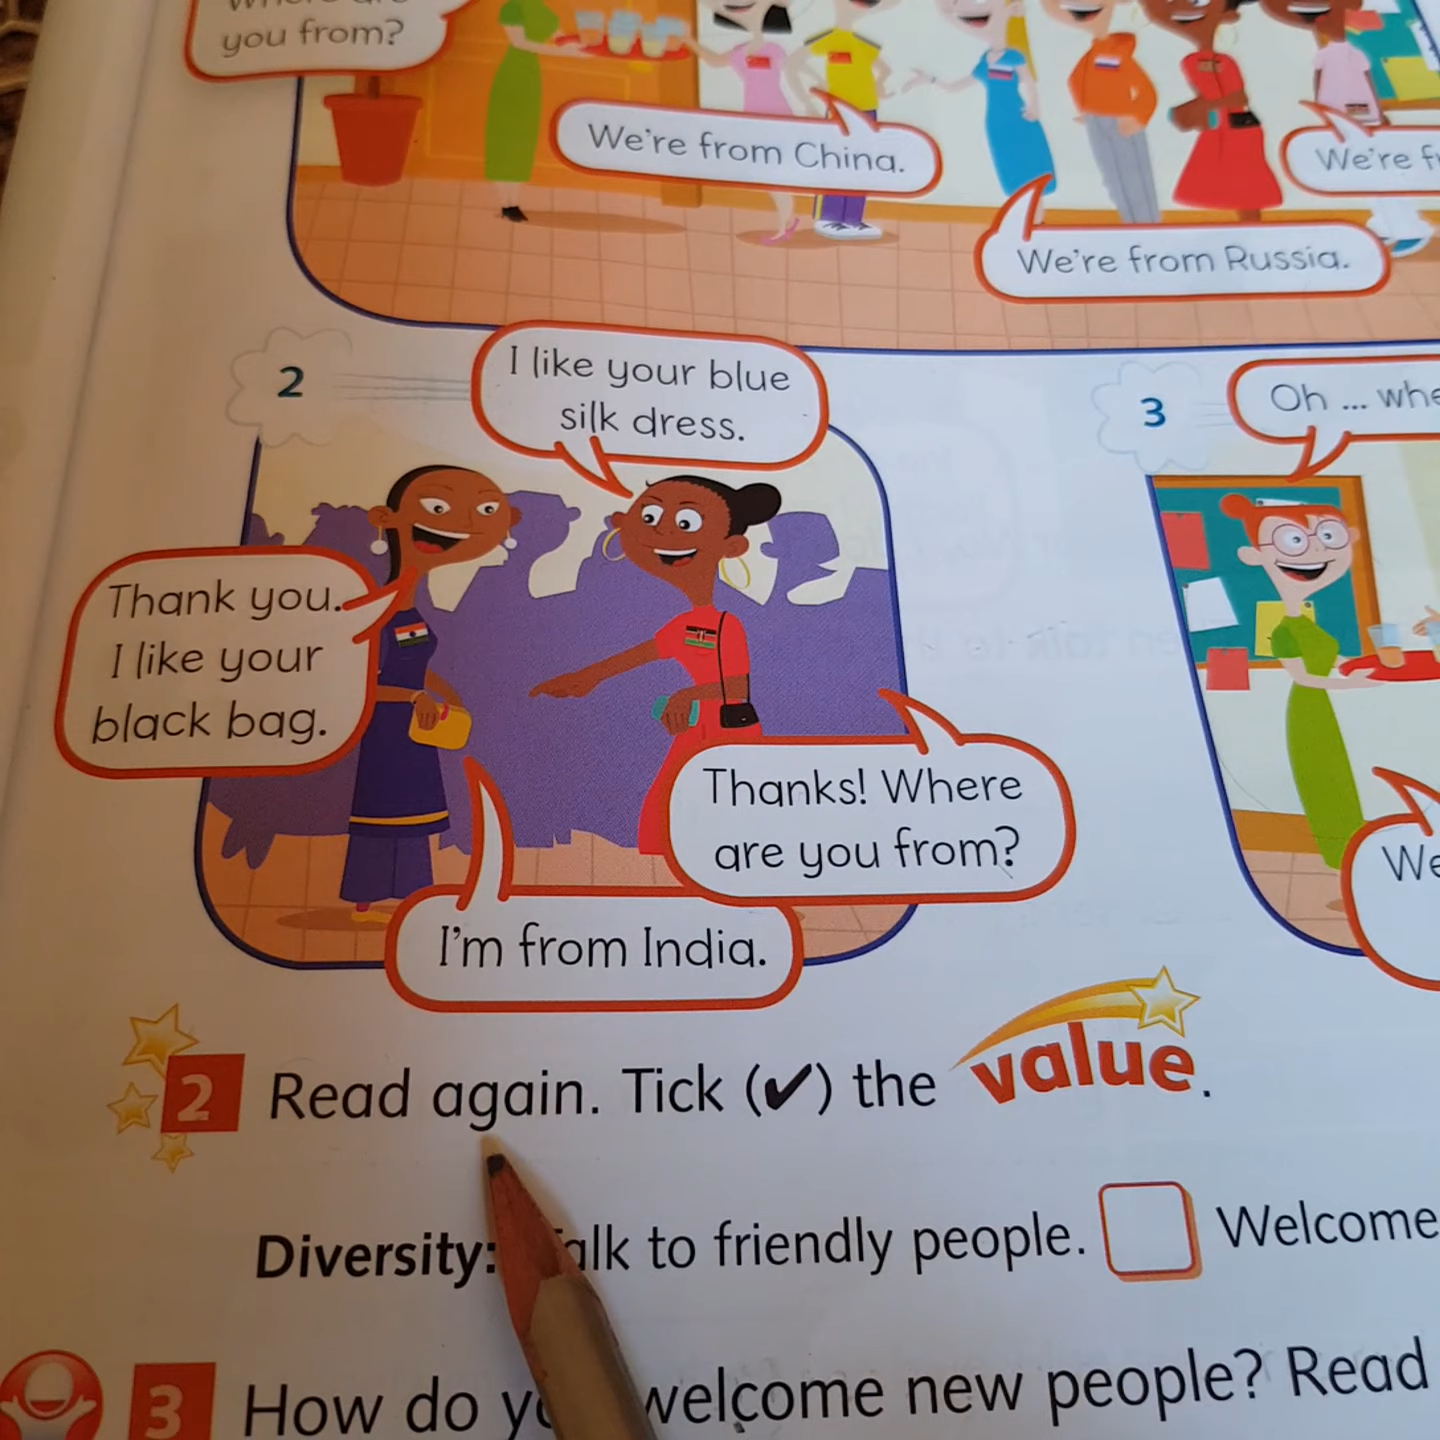 you from?
We're from China.
We're
We're from Russia.
2
I like your blue
silk dress.
3
Oh ...
Thank you.
I like your
black bag.
Thanks! Where
are you from?
I'm from India.
2 Read again. Tick (✔) the value.
Diversity: to friendly people. Welcome
3 How do welcome new people? Read